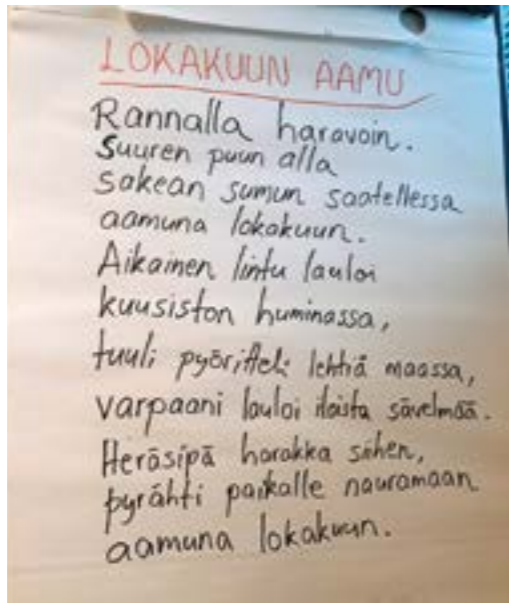 LOKAKUUN AAMU
Rannalla haravoin.
Suuren puun alla
sakean sumun saatellessa
aamuna lokakuun.
Aikainen lintu lauloi
kuusiston huminassa,
tuuli pyöritteli lehtiä maassa,
varpaani lauloi iloista sävelmää.
Heräsipä harakka siihen,
pyrähti paikalle nauramaan
aamuna lokakuun.